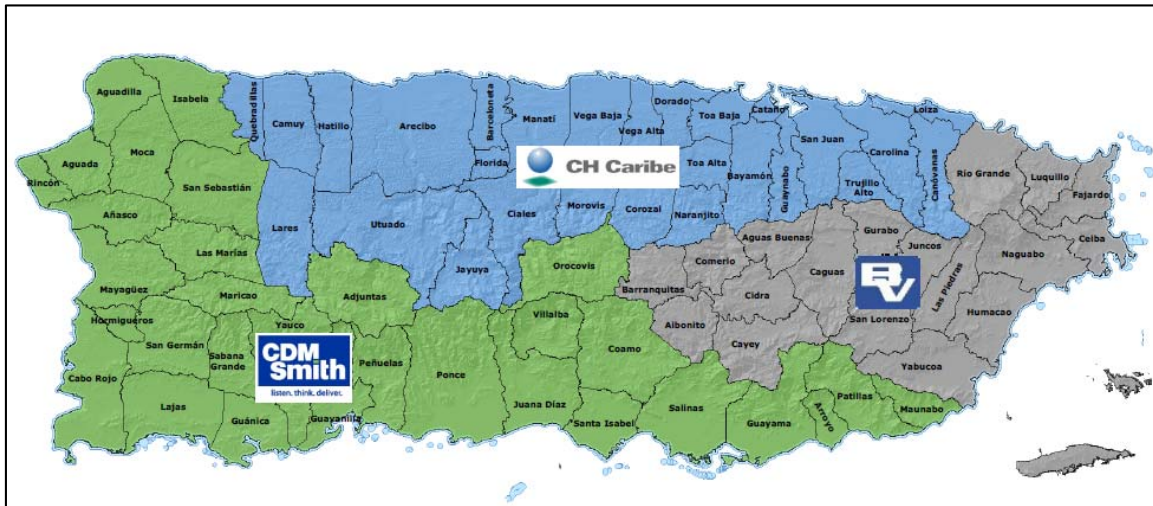 Aguadilla
Isabela
Quebradillas
Camuy
Hatillo
Arecibo
Barceloneta
Manatí
Vega Baja
Vega Alta
Dorado
Toa Baja
Cataño
San Juan
Loiza
Carolina
Canóvanas
Rio Grande
Luquillo
Fajardo
Ceiba
Moca
Aguada
Rincón
San Sebastián
Florida
CH Caribe
Toa Alta
Bayamón
Guaynabo
Trujillo
Alto
Añasco
Lares
Utuado
Ciales
Morovis
Corozal
Naranjito
Las Marías
Jayuya
Orocovis
Comerio
Aguas Buenas
Gurabo
Juncos
Naguabo
Mayagüez
Maricao
Adjuntas
Barranquitas
Cidra
Caguas
BV
Las Piedras
Humacao
Hormigueros
San Germán
Sabana
Grande
Yauco
CDM
Smith
listen. think. deliver.
Peñuelas
Ponce
Villalba
Coamo
Aibonito
Cayey
San Lorenzo
Yabucoa
Cabo Rojo
Lajas
Guánica
Guayanilla
Juana Díaz
Santa Isabel
Salinas
Guayama
Arroyo
Patillas
Maunabo